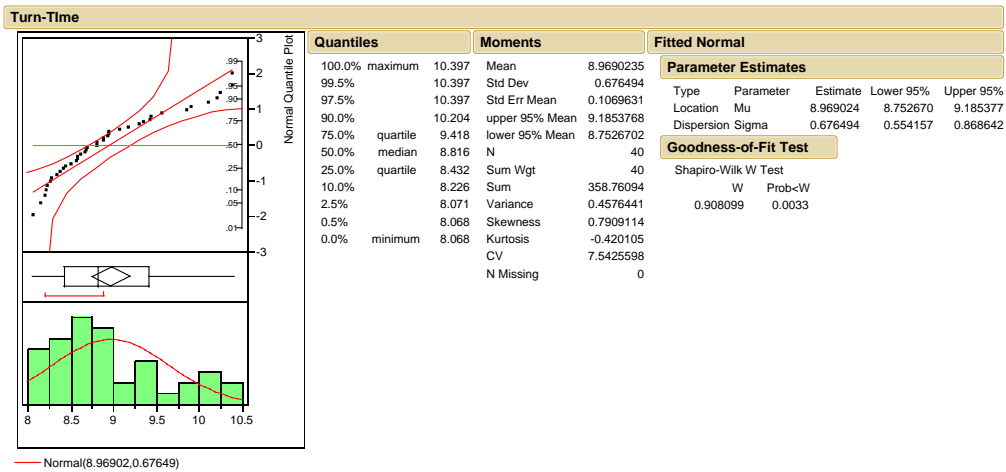 Turn-TIme
3
2
1
0
-1
-2
-3
.99
.95
.90
.75
.50
.25
.10
.05
.01
Normal Quantile Plot
8 8.5 9 9.5 10 10.5
Normal(8.96902,0.67649)
Quantiles
100.0% maximum 10.397
99.5% 10.397
97.5% 10.397
90.0% 10.204
75.0% quartile 9.418
50.0% median 8.816
25.0% quartile 8.432
10.0% 8.226
2.5% 8.071
0.5% 8.068
0.0% minimum 8.068
Moments
Mean 8.9690235
Std Dev 0.676494
Std Err Mean 0.1069631
upper 95% Mean 9.1853768
lower 95% Mean 8.7526702
N 40
Sum Wgt 40
Sum 358.76094
Variance 0.4576441
Skewness 0.7909114
Kurtosis -0.420105
CV 7.5425598
N Missing 0
Fitted Normal
Parameter Estimates
Type Parameter Estimate Lower 95% Upper 95%
Location Mu 8.969024 8.752670 9.185377
Dispersion Sigma 0.676494 0.554157 0.868642
Goodness-of-Fit Test
Shapiro-Wilk W Test
W Prob<W
0.908099 0.0033